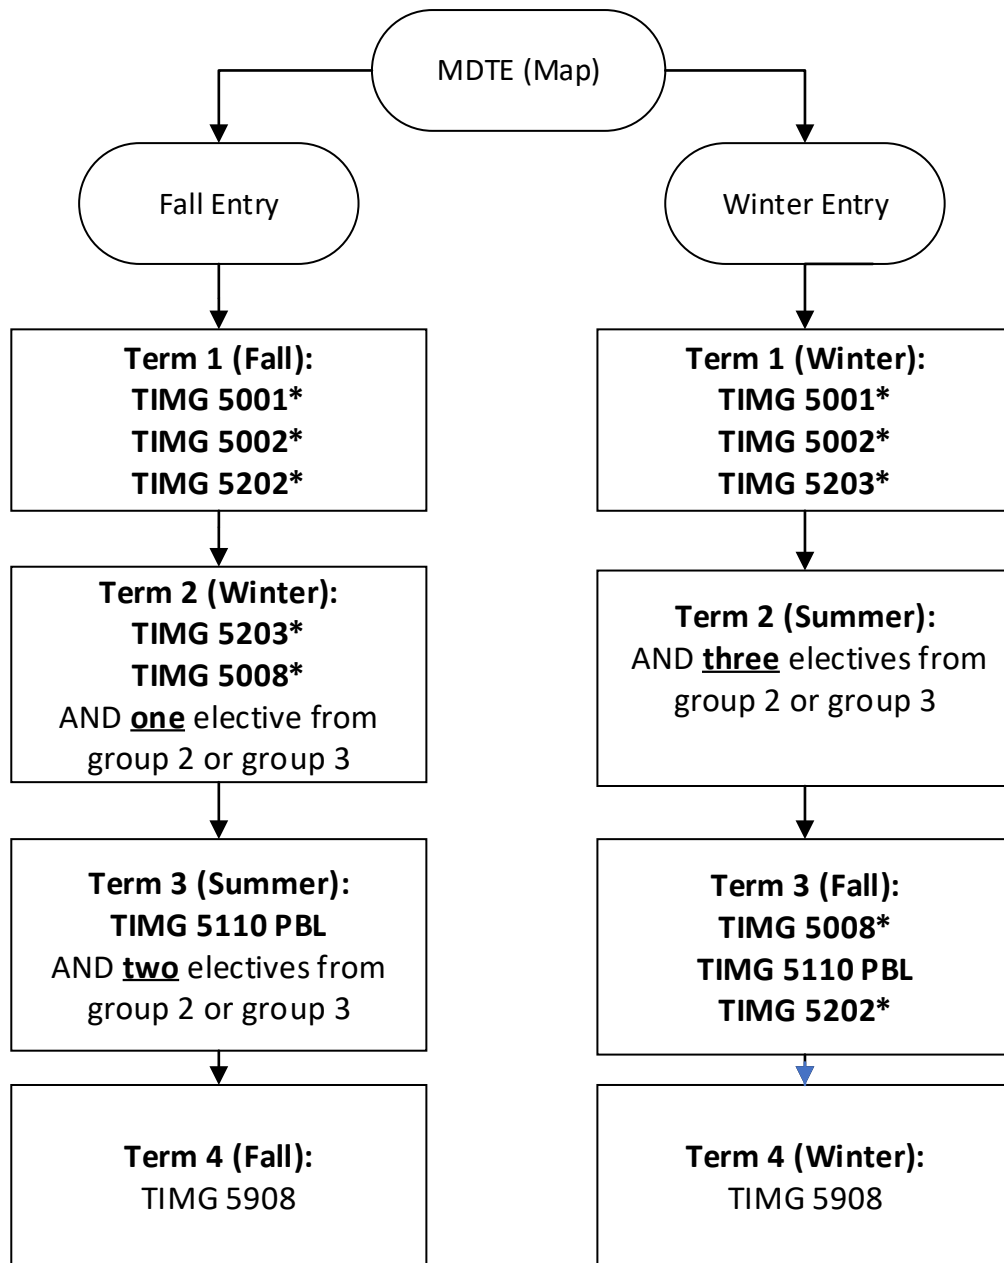 MDTE (Map)
Fall Entry
Winter Entry
Term 1 (Fall):
TIMG 5001*
TIMG 5002*
TIMG 5202*
Term 1 (Winter):
TIMG 5001*
TIMG 5002*
TIMG 5203*
Term 2 (Winter):
TIMG 5203*
TIMG 5008*
AND one elective from
group 2 or group 3
Term 2 (Summer):
AND three electives from
group 2 or group 3
Term 3 (Summer):
TIMG 5110 PBL
AND two electives from
group 2 or group 3
Term 3 (Fall):
TIMG 5008*
TIMG 5110 PBL
TIMG 5202*
Term 4 (Fall):
TIMG 5908
Term 4 (Winter):
TIMG 5908